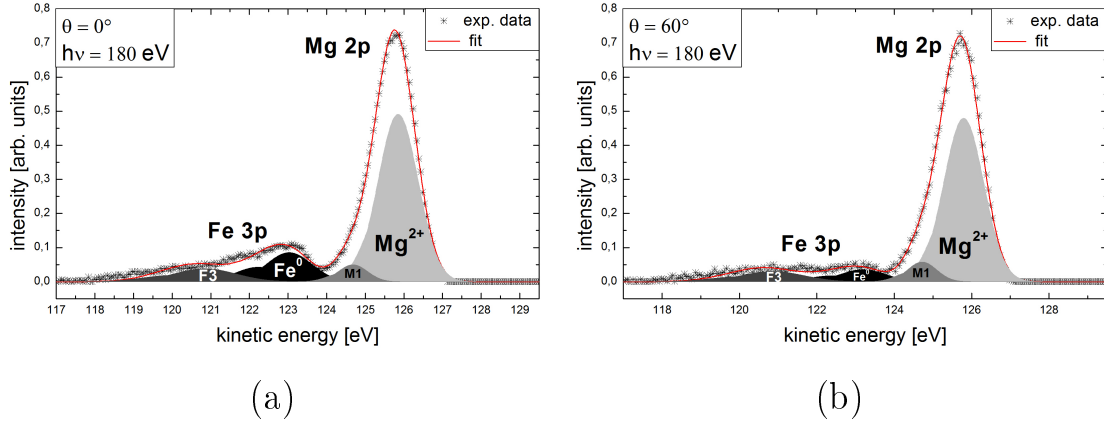 θ = 0°
hν = 180 eV
exp. data
fit
Mg 2p
Fe 3p
F3
Fe⁰
M1
Mg²⁺
intensity [arb. units]
0,8
0,7
0,6
0,5
0,4
0,3
0,2
0,1
0,0
117 118 119 120 121 122 123 124 125 126 127 128 129
kinetic energy [eV]
(a)
θ = 60°
hν = 180 eV
exp. data
fit
Mg 2p
Fe 3p
F3
Fe⁰
M1
Mg²⁺
intensity [arb. units]
0,8
0,7
0,6
0,5
0,4
0,3
0,2
0,1
0,0
118 120 122 124 126 128
kinetic energy [eV]
(b)